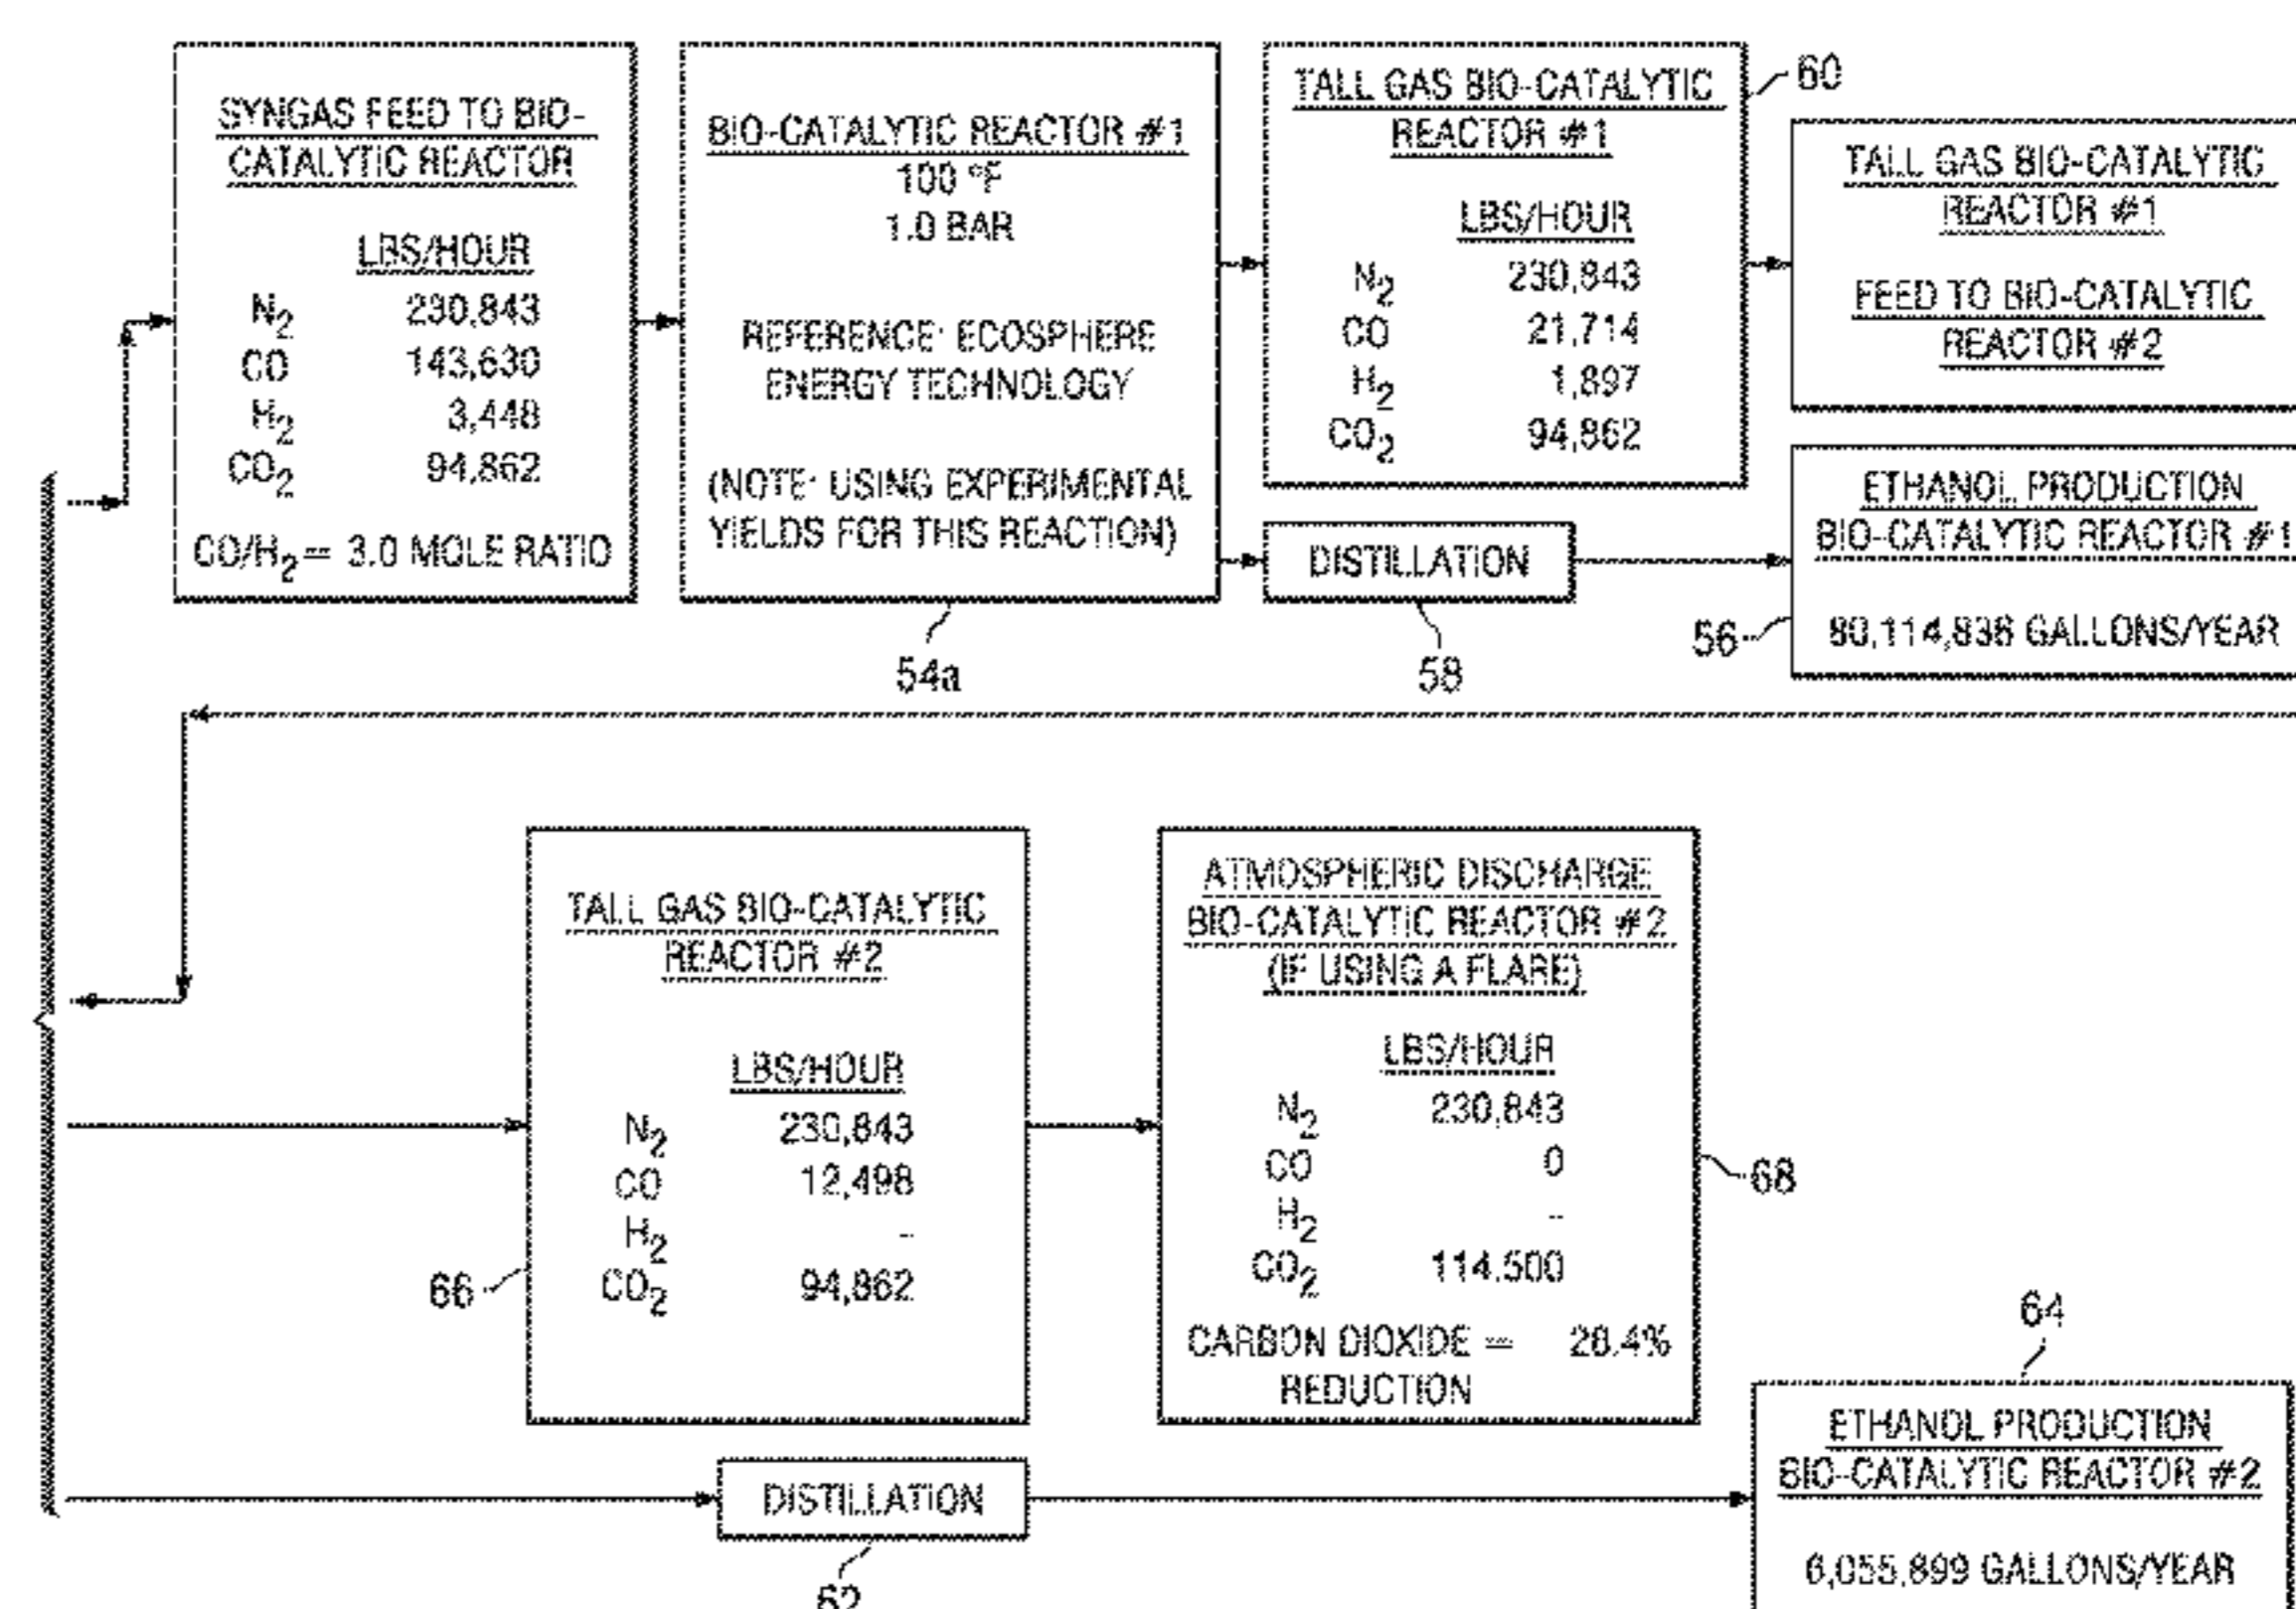 SYNGAS FEED TO BIO-
CATALYTIC REACTOR
LBS/HOUR
N2 230,843
CO 143,630
H2 3,448
CO2 94,862
CO/H2 = 3.0 MOLE RATIO
BIO-CATALYTIC REACTOR #1
100 °F
1.0 BAR
REFERENCE: ECOSPHERE
ENERGY TECHNOLOGY
(NOTE: USING EXPERIMENTAL
YIELDS FOR THIS REACTION)
54a
TALL GAS BIO-CATALYTIC
REACTOR #1
LBS/HOUR
N2 230,843
CO 21,714
H2 1,897
CO2 94,862
60
DISTILLATION
58
TALL GAS BIO-CATALYTIC
REACTOR #1
FEED TO BIO-CATALYTIC
REACTOR #2
ETHANOL PRODUCTION
BIO-CATALYTIC REACTOR #1
GALLONS/YEAR
56
TALL GAS BIO-CATALYTIC
REACTOR #2
LBS/HOUR
N2 230,843
CO 12,498
H2 -
CO2 94,862
66
ATMOSPHERIC DISCHARGE
BIO-CATALYTIC REACTOR #2
(IF USING A FLARE)
LBS/HOUR
N2 230,843
CO 0
H2 -
CO2 114,500
CARBON DIOXIDE =
REDUCTION
68
DISTILLATION
62
64
ETHANOL PRODUCTION
BIO-CATALYTIC REACTOR #2
6,055,899 GALLONS/YEAR